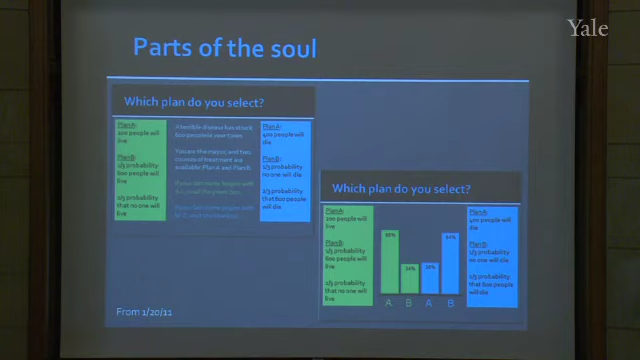 Yale
Parts of the soul
Which plan do you select?
Plan A:
200 people will
live
Plan B:
1/3 probability
600 people will
live
2/3 probability
that no one will
live
A terrible disease has struck
600 people in your town.
You are the mayor, and two
courses of treatment are
available (Plan A and Plan B).
Plan A:
400 people will
die
Plan B:
1/3 probability
no one will die
2/3 probability
that 600 people
will die
Which plan do you select?
Plan A:
200 people will
live
Plan B:
1/3 probability
600 people will
live
2/3 probability
that no one will
live
A
B
A
B
Plan A:
400 people will
die
Plan B:
1/3 probability
no one will die
2/3 probability
that 600 people
will die
From 1/20/11